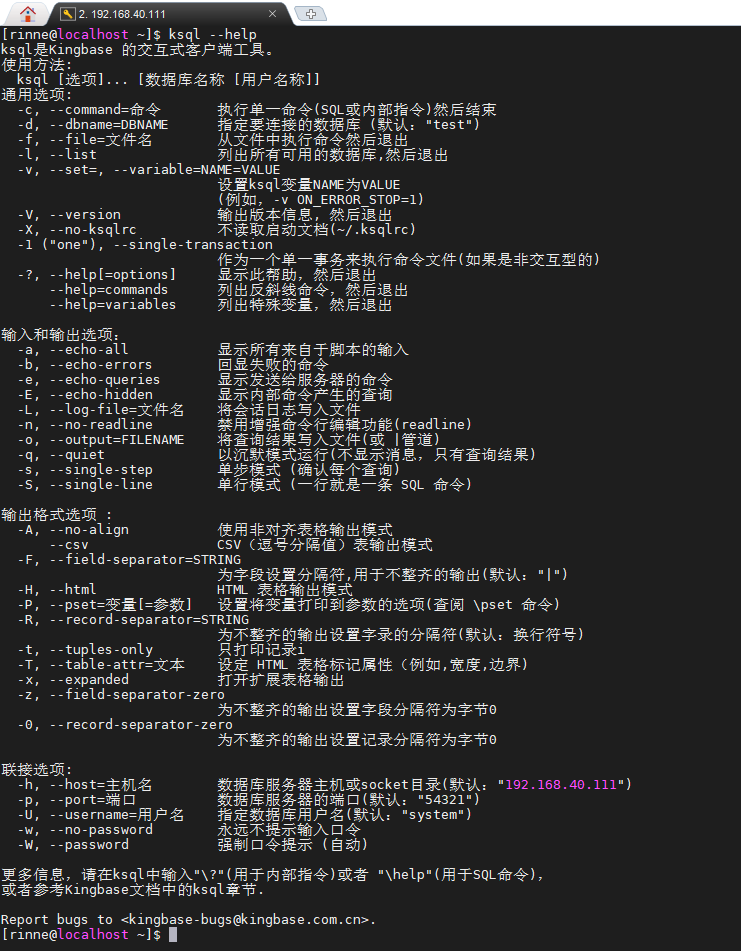 2. 192.168.40.111
[rinne@localhost ~]$ ksql --help
ksql是Kingbase 的交互式客户端工具。
使用方法:
  ksql [选项]... [数据库名称 [用户名称]]
通用选项:
  -c, --command=命令        执行单一命令(SQL或内部指令)然后结束
  -d, --dbname=DBNAME      指定要连接的数据库 (默认："test")
  -f, --file=文件名         从文件中执行命令然后退出
  -l, --list               列出所有可用的数据库,然后退出
  -v, --set=, --variable=NAME=VALUE
                           设置ksql变量NAME为VALUE
                           (例如，-v ON_ERROR_STOP=1)
  -V, --version            输出版本信息, 然后退出
  -X, --no-ksqlrc          不读取启动文档(~/.ksqlrc)
  -1 ("one"), --single-transaction
                           作为一个单一事务来执行命令文件(如果是非交互型的)
  -?, --help[=options]     显示此帮助，然后退出
      --help=commands      列出反斜线命令，然后退出
      --help=variables     列出特殊变量，然后退出
输入和输出选项：
  -a, --echo-all           显示所有来自于脚本的输入
  -b, --echo-errors        回显失败的命令
  -e, --echo-queries       显示发送给服务器的命令
  -E, --echo-hidden        显示内部命令产生的查询
  -L, --log-file=文件名     将会话日志写入文件
  -n, --no-readline        禁用增强命令行编辑功能(readline)
  -o, --output=FILENAME    将查询结果写入文件(或 |管道)
  -q, --quiet              以沉默模式运行(不显示消息，只有查询结果)
  -s, --single-step        单步模式 (确认每个查询)
  -S, --single-line        单行模式 (一行就是一条 SQL 命令)
输出格式选项 :
  -A, --no-align           使用非对齐表格输出模式
      --csv                CSV（逗号分隔值）表输出模式
  -F, --field-separator=STRING
                           为字段设置分隔符,用于不整齐的输出(默认："|")
  -H, --html               HTML 表格输出模式
  -P, --pset=变量[=参数]    设置将变量打印到参数的选项(查阅 \pset 命令)
  -R, --record-separator=STRING
                           为不整齐的输出设置字录的分隔符(默认：换行符号)
  -t, --tuples-only        只打印记录i
  -T, --table-attr=文本    设定 HTML 表格标记属性（例如,宽度,边界)
  -x, --expanded           打开扩展表格输出
  -z, --field-separator-zero
                           为不整齐的输出设置字段分隔符为字节0
  -0, --record-separator-zero
                           为不整齐的输出设置记录分隔符为字节0
联接选项:
  -h, --host=主机名        数据库服务器主机或socket目录(默认："192.168.40.111")
  -p, --port=端口          数据库服务器的端口(默认："54321")
  -U, --username=用户名    指定数据库用户名(默认："system")
  -w, --no-password        永远不提示输入口令
  -W, --password           强制口令提示 (自动)
更多信息，请在ksql中输入"\?"(用于内部指令)或者 "\help"(用于SQL命令)，
或者参考Kingbase文档中的ksql章节.
Report bugs to <kingbase-bugs@kingbase.com.cn>.
[rinne@localhost ~]$